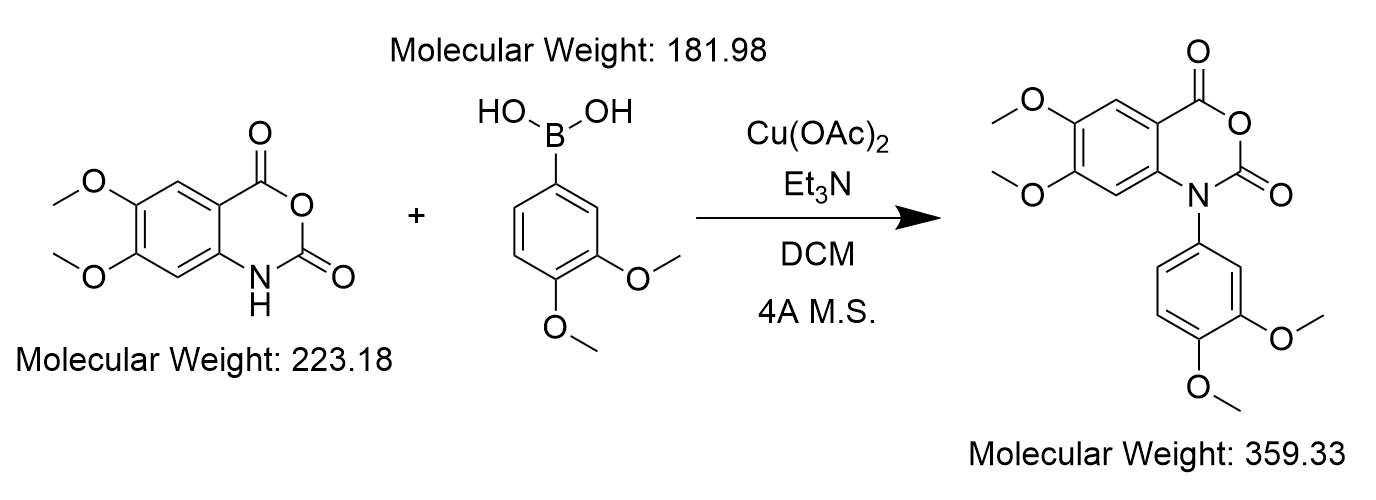 Molecular Weight: 181.98
HO
OH
B
O
O
O
O
O
N
H
Molecular Weight: 223.18
+
O
O
Cu(OAc)₂
Et₃N
DCM
4A M.S.
O
O
O
O
O
N
O
O
Molecular Weight: 359.33